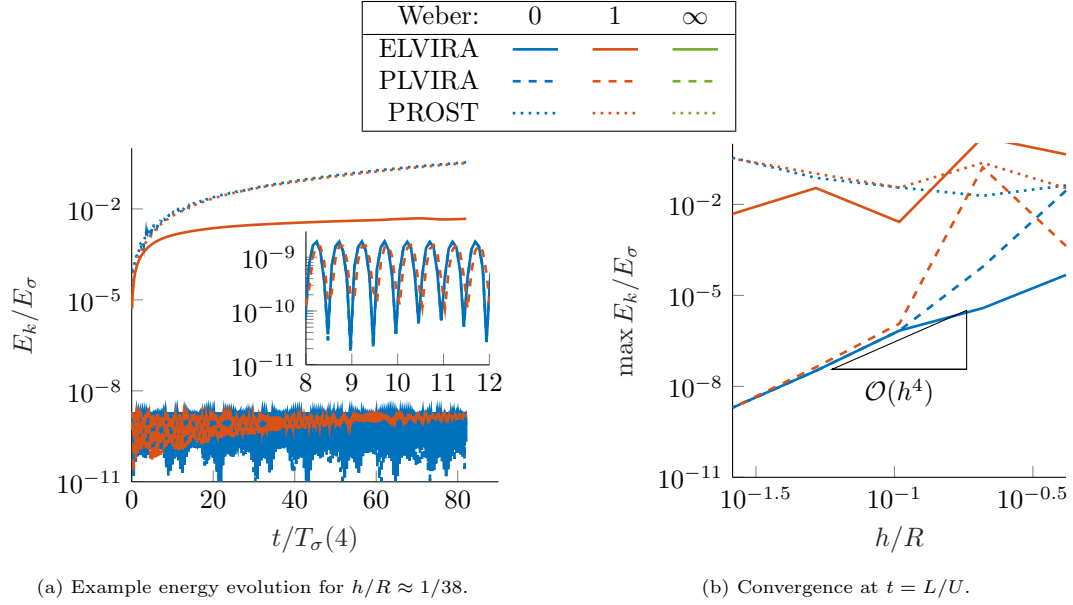 Weber: 0 1 ∞
ELVIRA
PLVIRA
PROST
10⁻²
10⁻⁵
10⁻⁸
10⁻¹¹
E_k/E_σ
0 20 40 60 80
t/T_σ(4)
10⁻⁹
10⁻¹⁰
10⁻¹¹
8 9 10 11 12
(a) Example energy evolution for h/R ≈ 1/38.
10⁻²
10⁻⁵
10⁻⁸
10⁻¹¹
max E_k/E_σ
O(h⁴)
10⁻¹·⁵ 10⁻¹ 10⁻⁰·⁵
h/R
(b) Convergence at t = L/U.